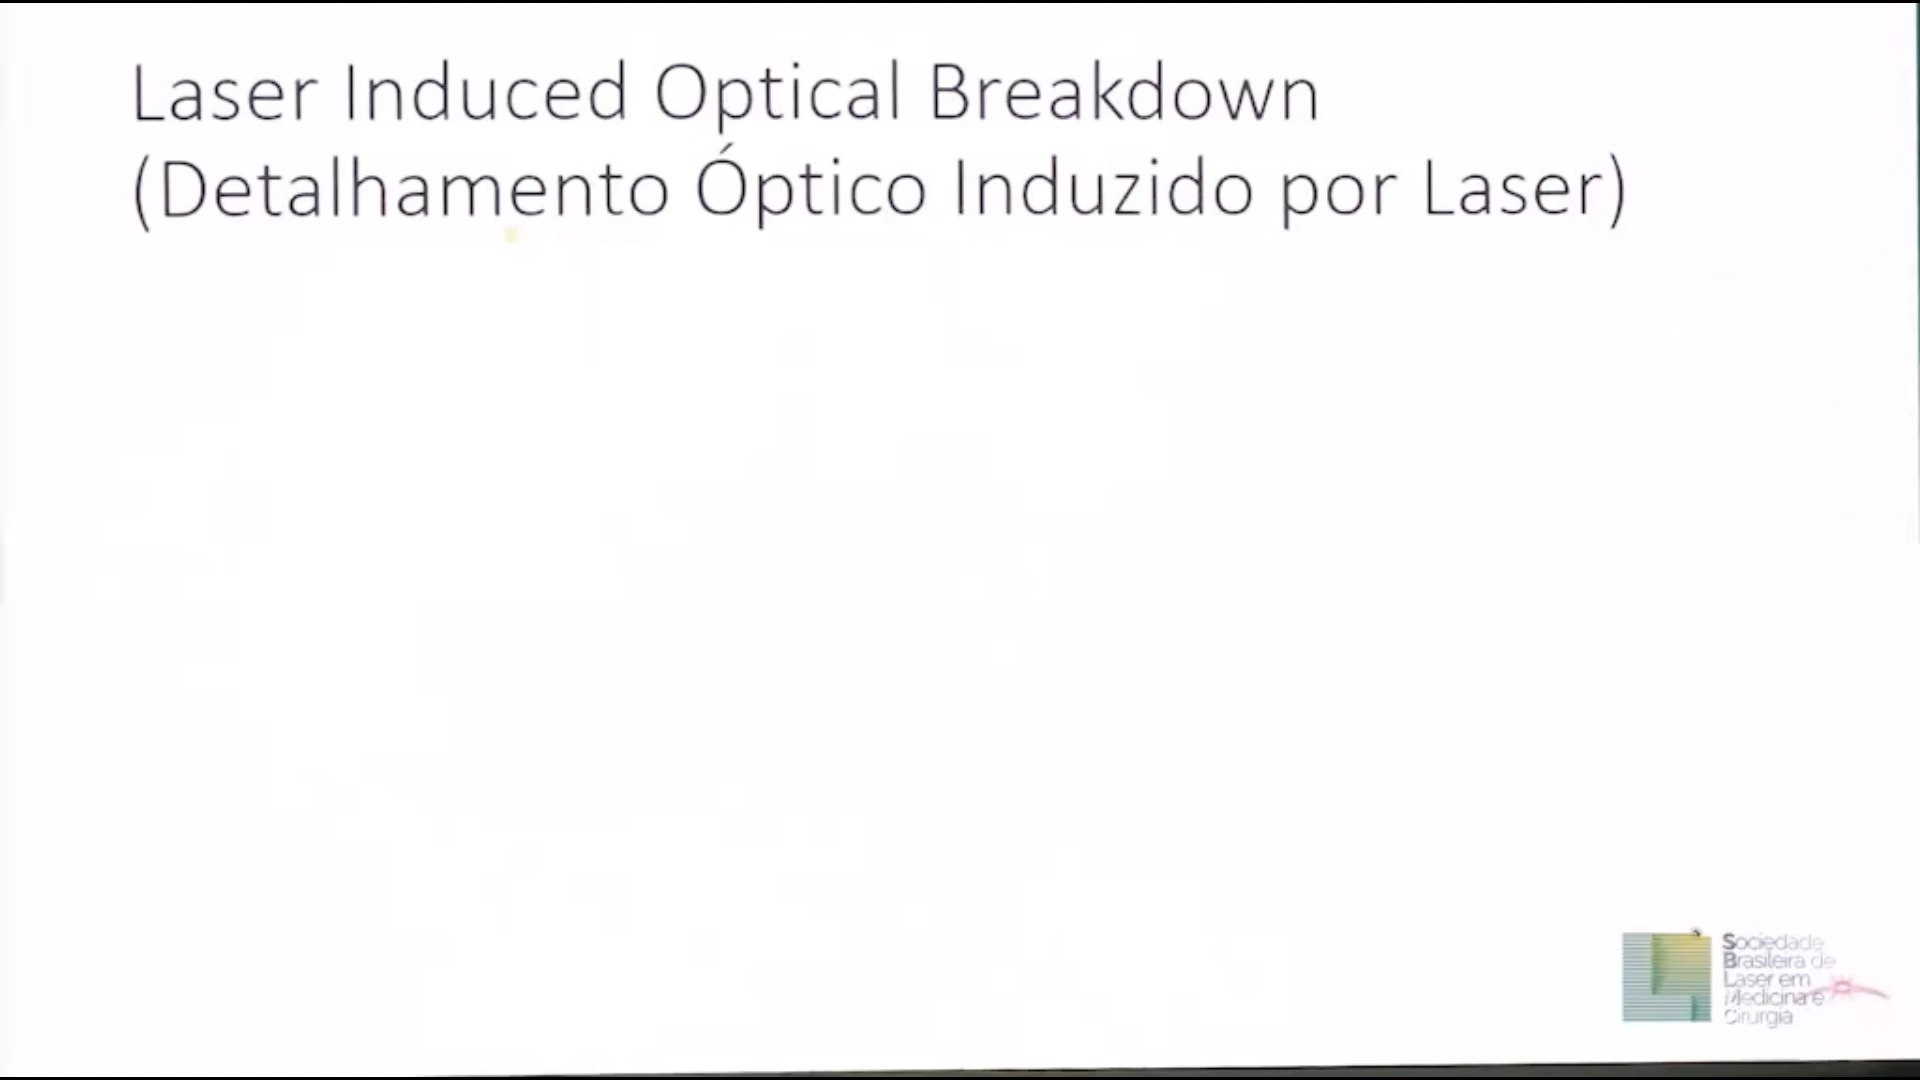 Laser Induced Optical Breakdown
(Detalhamento Óptico Induzido por Laser)
Sociedade
Brasileira de
Laser em
Medicina e
Cirurgia